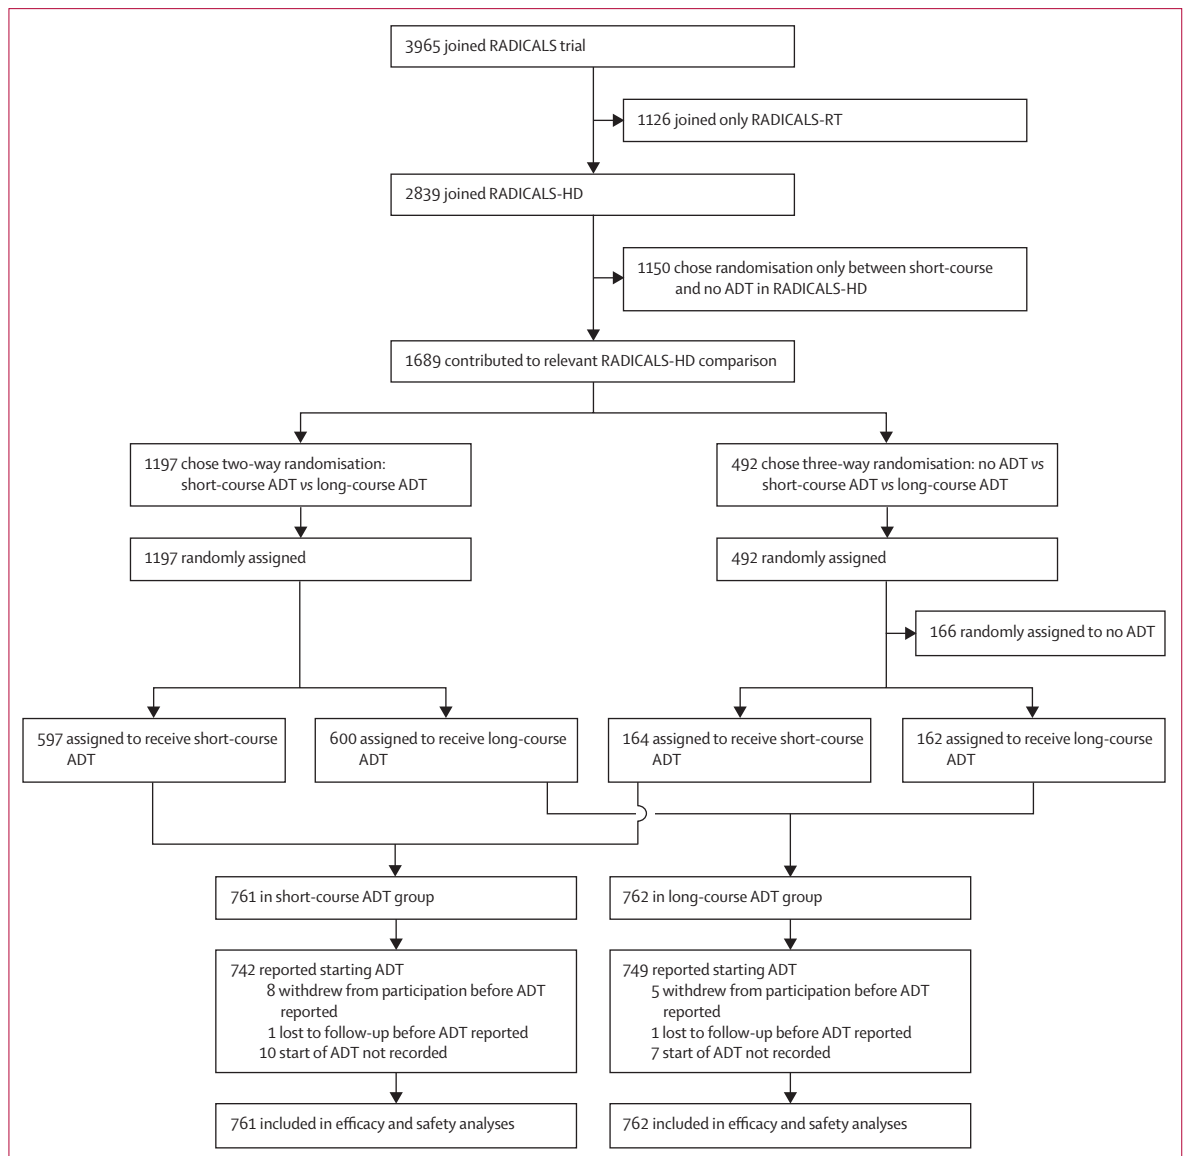 3965 joined RADICALS trial
1126 joined only RADICALS-RT
2839 joined RADICALS-HD
1150 chose randomisation only between short-course
and no ADT in RADICALS-HD
1689 contributed to relevant RADICALS-HD comparison
1197 chose two-way randomisation:
short-course ADT vs long-course ADT
492 chose three-way randomisation: no ADT vs
short-course ADT vs long-course ADT
1197 randomly assigned
492 randomly assigned
166 randomly assigned to no ADT
597 assigned to receive short-course
ADT
600 assigned to receive long-course
ADT
164 assigned to receive short-course
ADT
162 assigned to receive long-course
ADT
761 in short-course ADT group
762 in long-course ADT group
742 reported starting ADT
8 withdrew from participation before ADT
reported
1 lost to follow-up before ADT reported
10 start of ADT not recorded
749 reported starting ADT
5 withdrew from participation before ADT
reported
1 lost to follow-up before ADT reported
7 start of ADT not recorded
761 included in efficacy and safety analyses
762 included in efficacy and safety analyses